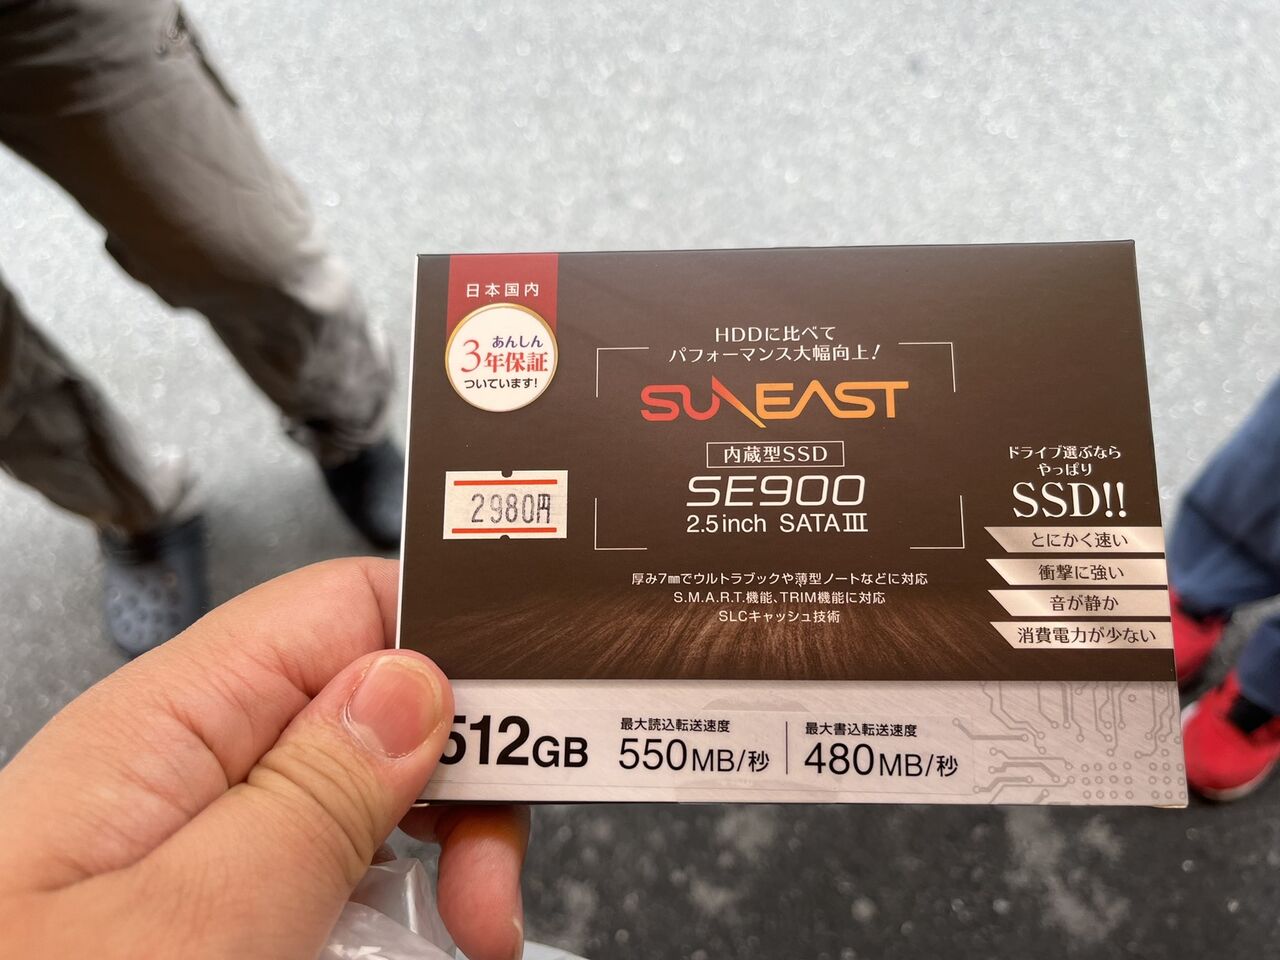 日本国内
あんしん
3年保証
ついています!
HDDに比べて
パフォーマンス大幅向上!
SUNEAST
内蔵型SSD
SE900
2.5inch SATA III
2980円
ドライブ選ぶなら
やっぱり
SSD!!
とにかく速い
衝撃に強い
音が静か
消費電力が少ない
厚み7㎜でウルトラブックや薄型ノートなどに対応
S.M.A.R.T.機能、TRIM機能に対応
SLCキャッシュ技術
512GB
最大読込転送速度
550MB/秒
最大書込転送速度
480MB/秒